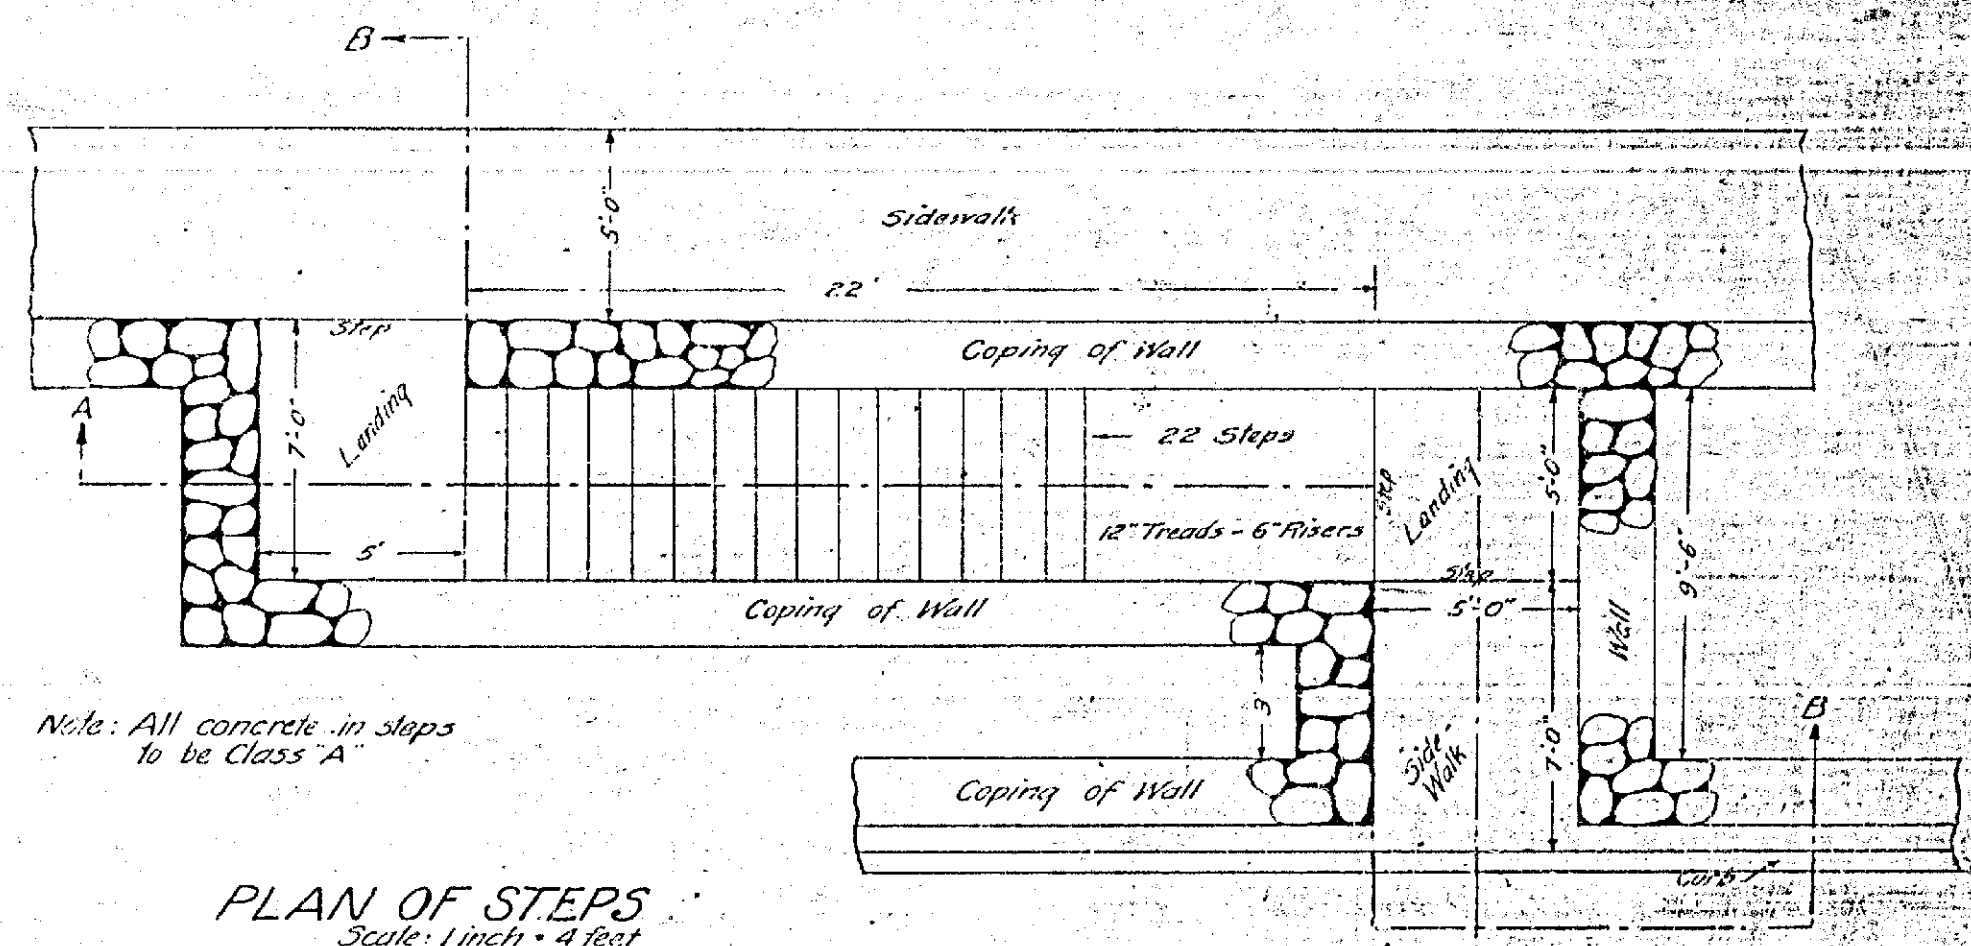 B
5'-0"
Sidewalk
22'
Step
Coping of Wall
A
7'-0"
Landing
22 Steps
Step
Landing
5'-0"
9'-6"
5'
12" Treads - 6" Risers
Step
Coping of Wall
5'-0"
Wall
3'
Note: All concrete in steps
to be Class "A"
Side-
Walk
7'-0"
B
Coping of Wall
Curb
PLAN OF STEPS
Scale: 1 inch = 4 feet